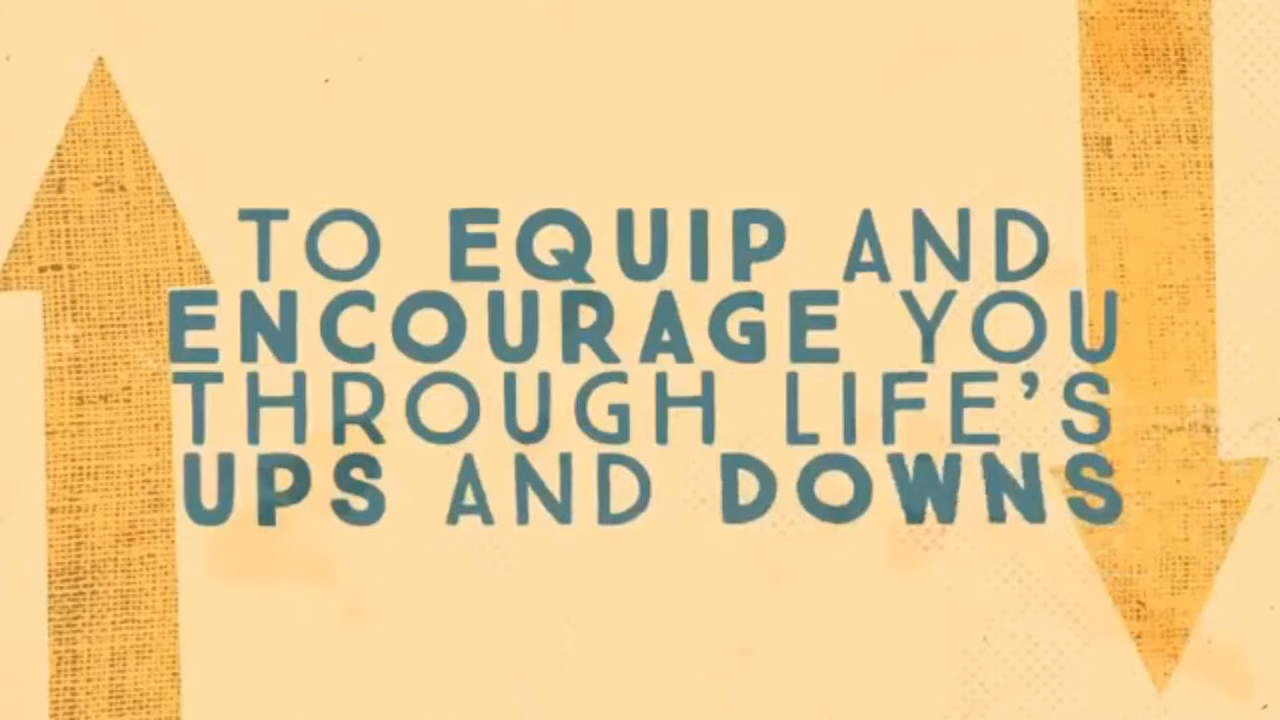 TO EQUIP AND
ENCOURAGE YOU
THROUGH LIFE'S
UPS AND DOWNS